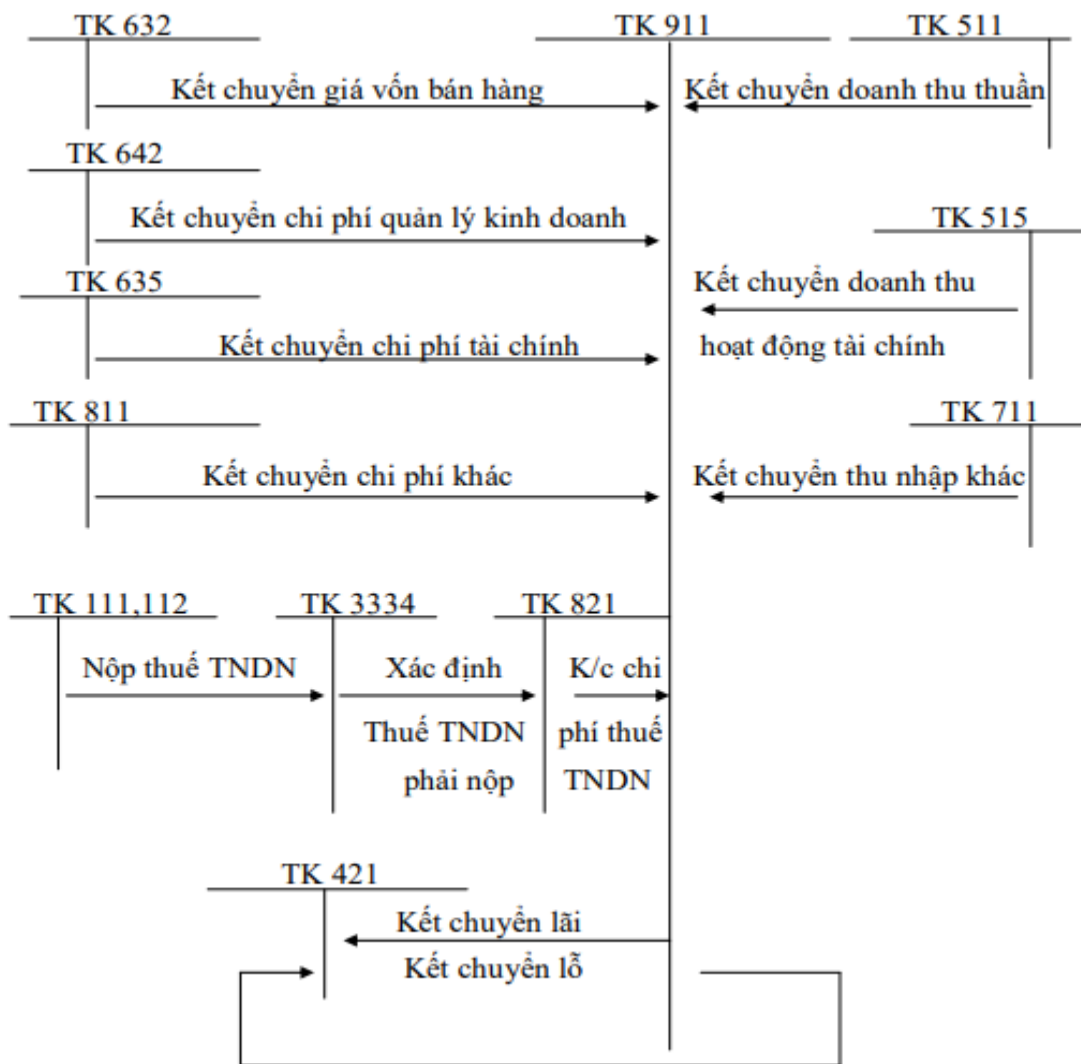 TK 632
TK 911
TK 511
Kết chuyển giá vốn bán hàng
Kết chuyển doanh thu thuần
TK 642
Kết chuyển chi phí quản lý kinh doanh
TK 515
TK 635
Kết chuyển doanh thu
Kết chuyển chi phí tài chính
hoạt động tài chính
TK 811
TK 711
Kết chuyển chi phí khác
Kết chuyển thu nhập khác
TK 111,112
TK 3334
TK 821
Nộp thuế TNDN
Xác định
Thuế TNDN
phải nộp
K/c chi
phí thuế
TNDN
TK 421
Kết chuyển lãi
Kết chuyển lỗ